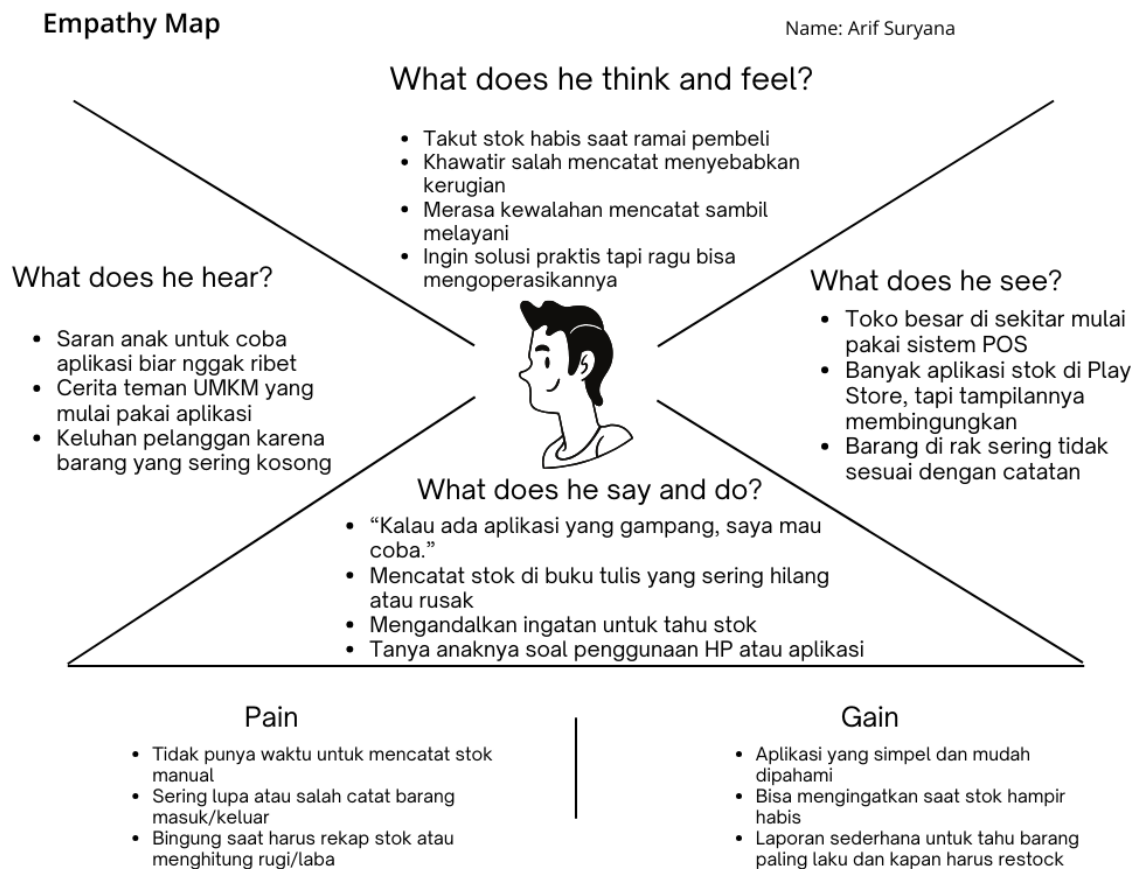 Empathy Map
Name: Arif Suryana
What does he think and feel?
• Takut stok habis saat ramai pembeli
• Khawatir salah mencatat menyebabkan
kerugian
• Merasa kewalahan mencatat sambil
melayani
• Ingin solusi praktis tapi ragu bisa
mengoperasikannya
What does he hear?
• Saran anak untuk coba
aplikasi biar nggak ribet
• Cerita teman UMKM yang
mulai pakai aplikasi
• Keluhan pelanggan karena
barang yang sering kosong
What does he see?
• Toko besar di sekitar mulai
pakai sistem POS
• Banyak aplikasi stok di Play
Store, tapi tampilannya
membingungkan
• Barang di rak sering tidak
sesuai dengan catatan
What does he say and do?
• “Kalau ada aplikasi yang gampang, saya mau
coba.”
• Mencatat stok di buku tulis yang sering hilang
atau rusak
• Mengandalkan ingatan untuk tahu stok
• Tanya anaknya soal penggunaan HP atau aplikasi
Pain
• Tidak punya waktu untuk mencatat stok
manual
• Sering lupa atau salah catat barang
masuk/keluar
• Bingung saat harus rekap stok atau
menghitung rugi/laba
Gain
• Aplikasi yang simpel dan mudah
dipahami
• Bisa mengingatkan saat stok hampir
habis
• Laporan sederhana untuk tahu barang
paling laku dan kapan harus restock